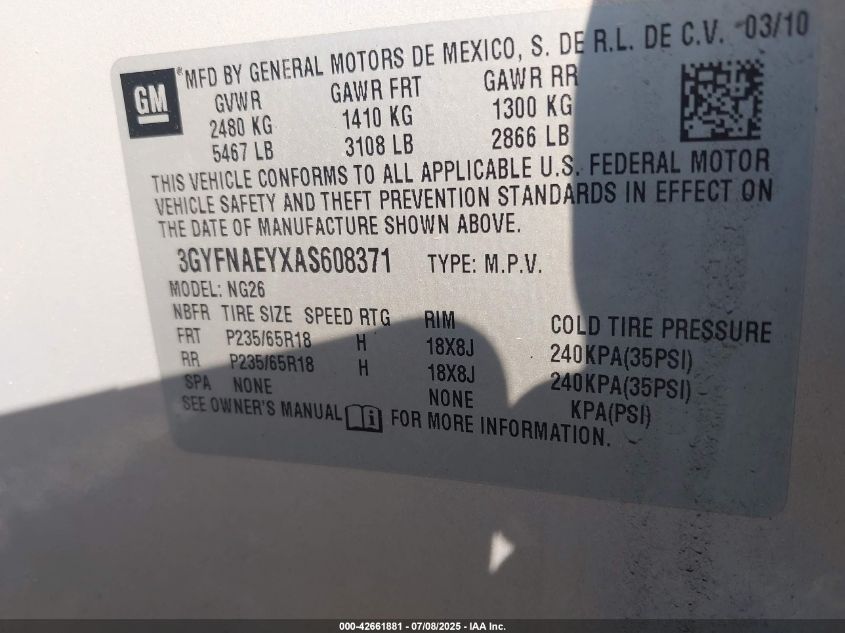 GM
® MFD BY GENERAL MOTORS DE MEXICO, S. DE R.L. DE C.V. 03/10
GVWR GAWR FRT GAWR RR
2480 KG 1410 KG 1300 KG
5467 LB 3108 LB 2866 LB
THIS VEHICLE CONFORMS TO ALL APPLICABLE U.S. FEDERAL MOTOR
VEHICLE SAFETY AND THEFT PREVENTION STANDARDS IN EFFECT ON
THE DATE OF MANUFACTURE SHOWN ABOVE.
3GYFNAEYXAS608371 TYPE: M.P.V.
MODEL: NG26
NBFR TIRE SIZE SPEED RTG RIM COLD TIRE PRESSURE
FRT P235/65R18 H 18X8J 240KPA(35PSI)
RR P235/65R18 H 18X8J 240KPA(35PSI)
SPA NONE NONE KPA(PSI)
SEE OWNER'S MANUAL FOR MORE INFORMATION.
000-42661881 - 07/08/2025 - IAA Inc.